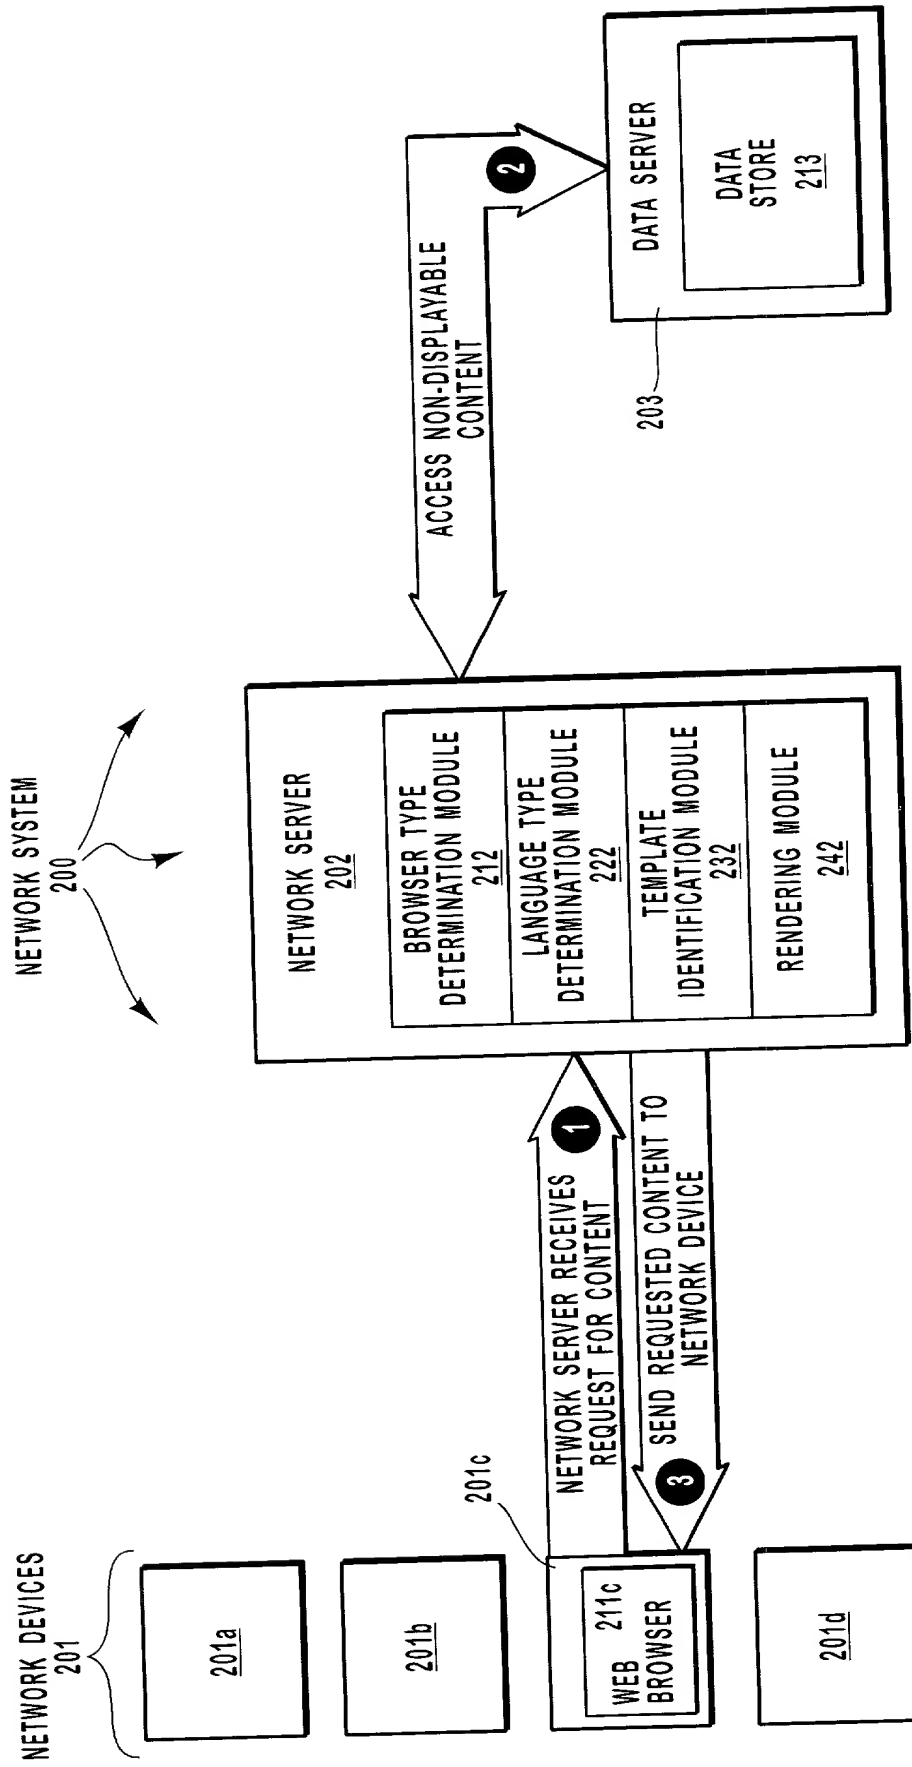 NETWORK SYSTEM
200
NETWORK DEVICES
201
201a
201b
201c
211c
WEB
BROWSER
201d
NETWORK SERVER RECEIVES
REQUEST FOR CONTENT
1
SEND REQUESTED CONTENT TO
NETWORK DEVICE
3
NETWORK SERVER
202
BROWSER TYPE
DETERMINATION MODULE
212
LANGUAGE TYPE
DETERMINATION MODULE
222
TEMPLATE
IDENTIFICATION MODULE
232
RENDERING MODULE
242
ACCESS NON-DISPLAYABLE
CONTENT
2
203
DATA SERVER
DATA
STORE
213